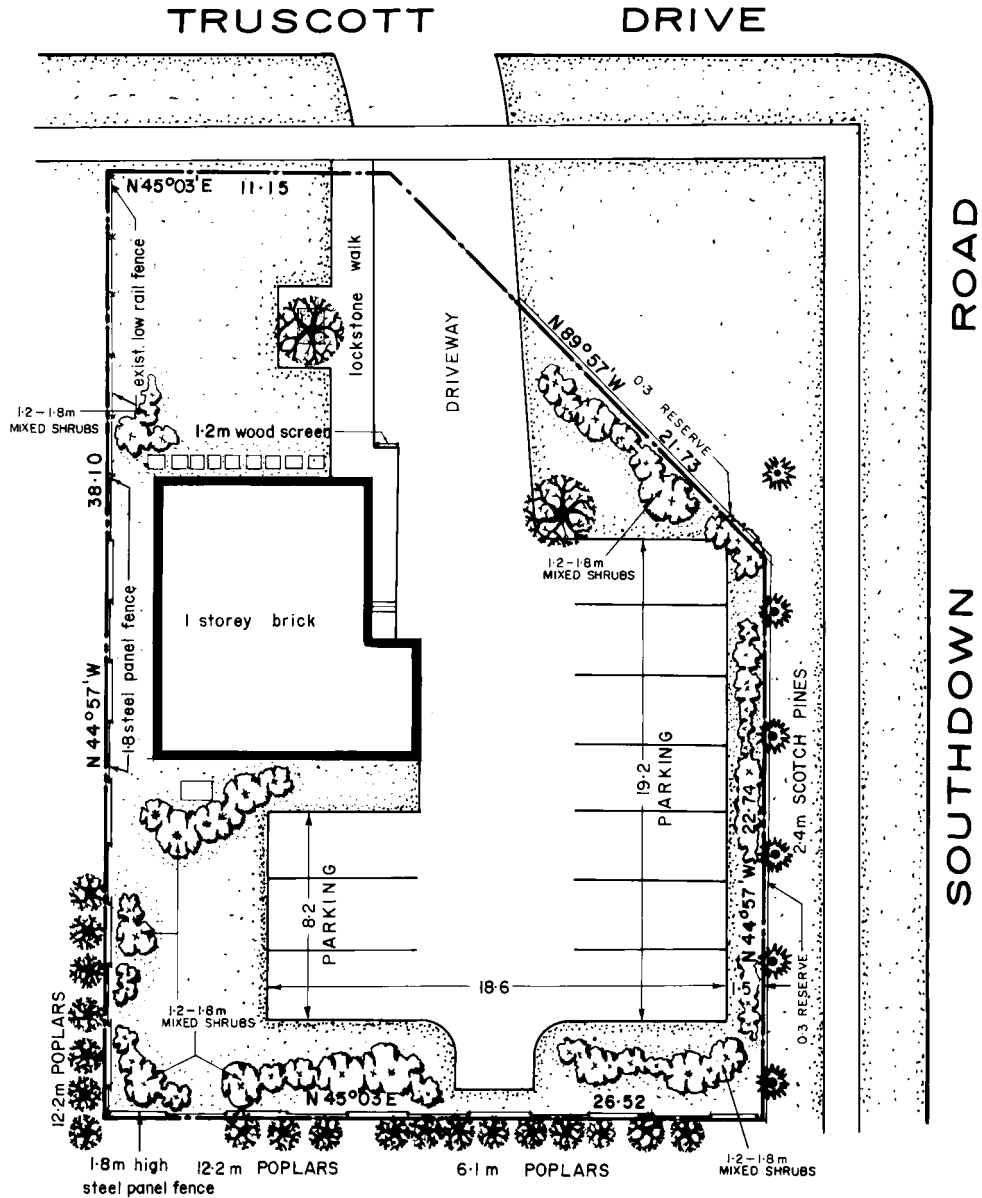 TRUSCOTT DRIVE
N 45°03'E 11·15
exist low rail fence
lockstone walk
DRIVEWAY
ROAD
N 89°57'W
0·3 RESERVE
21·73
1·2–1·8m
MIXED SHRUBS
1·2m wood screen
38·10
1·2–1·8m
MIXED SHRUBS
1 storey brick
N 44°57'W
1·8 steel panel fence
19·2
PARKING
2·4m SCOTCH PINES
SOUTHDOWN
N 44°57'W 22·74
8·2
PARKING
18·6
1·5
0·3 RESERVE
1·2–1·8m
MIXED SHRUBS
12·2m POPLARS
N 45°03'E
26·52
1·8m high
steel panel fence
12·2 m POPLARS
6·1 m POPLARS
1·2–1·8m
MIXED SHRUBS